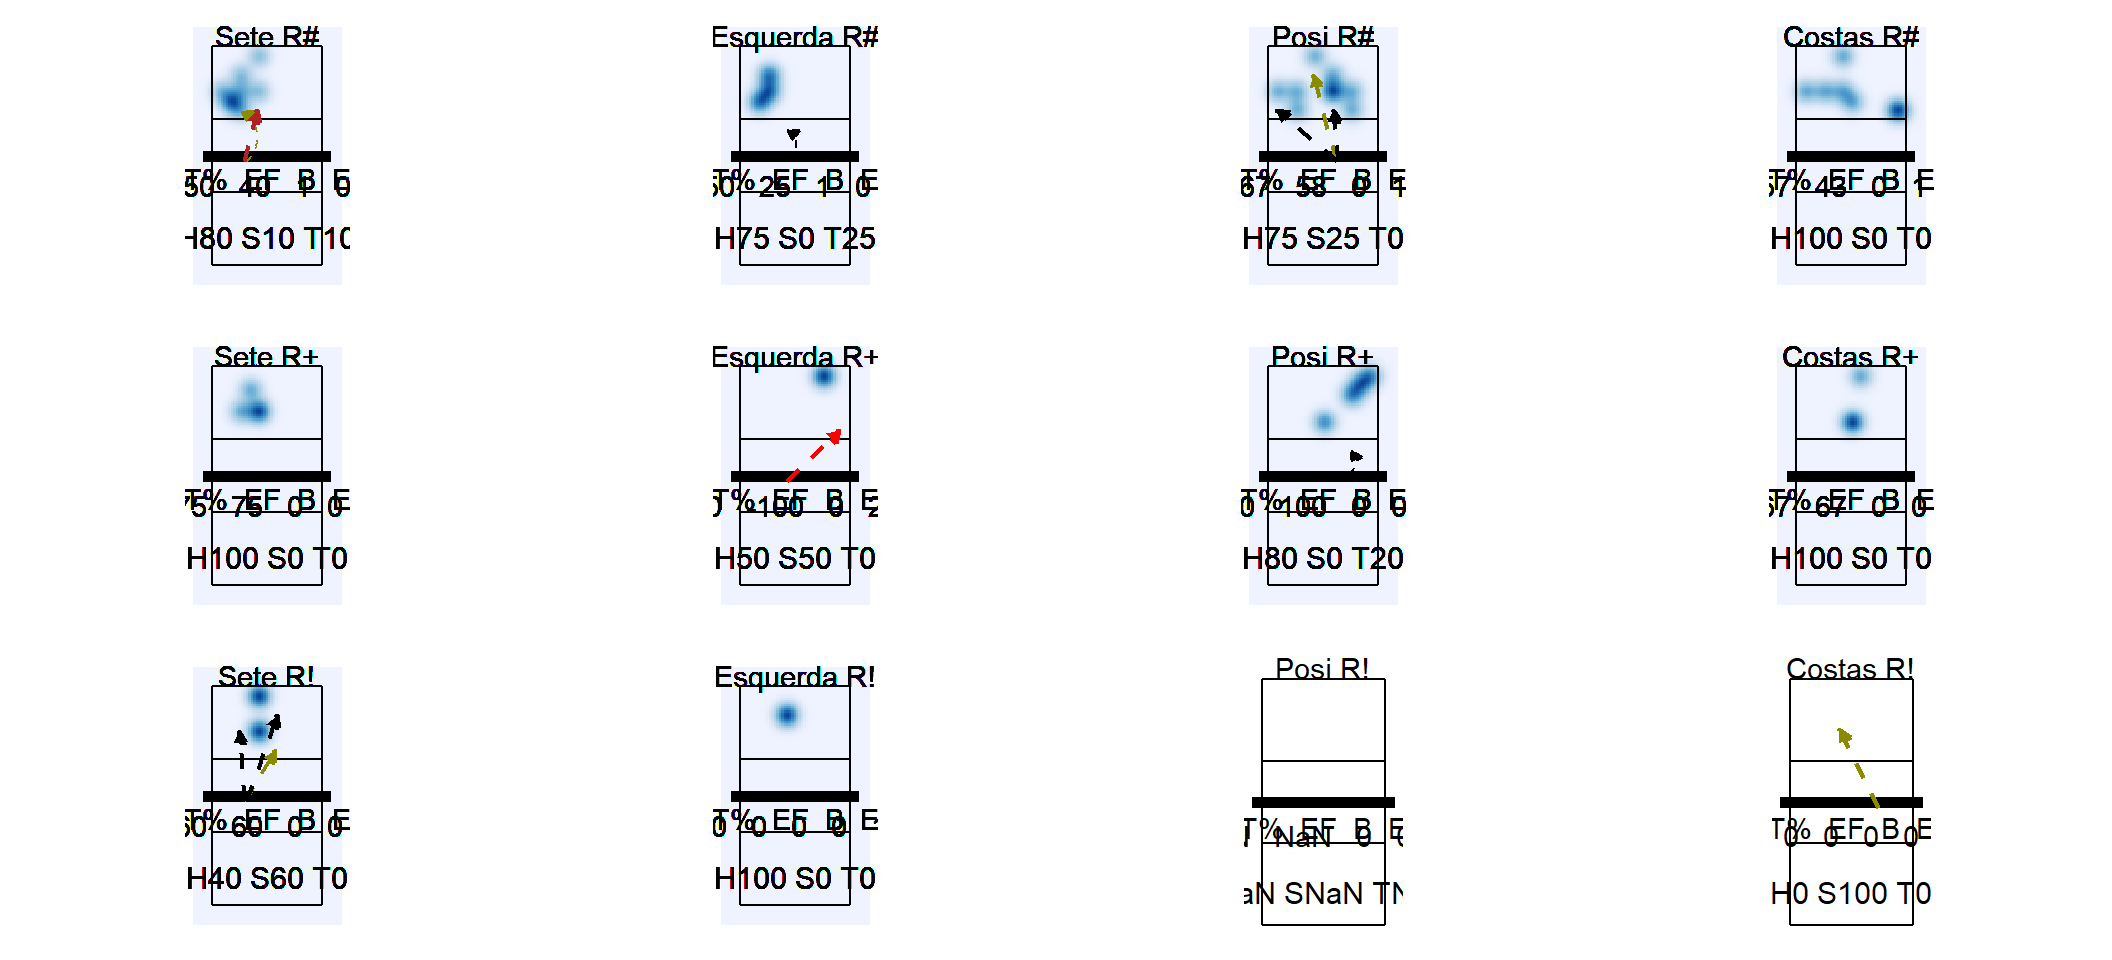 Sete R#
Esquerda R#
Posi R#
Costas R#
T% EF B E
50 40 1 0
T% EF B E
50 25 1 0
T% EF B E
67 58 0 1
T% EF B E
57 43 0 1
H80 S10 T10
H75 S0 T25
H75 S25 T0
H100 S0 T0
Sete R+
Esquerda R+
Posi R+
Costas R+
T% EF B E
75 75 0 0
T% EF B E
0 -100 0 2
T% EF B E
0 100 0 0
T% EF B E
67 67 0 0
H100 S0 T0
H50 S50 T0
H80 S0 T20
H100 S0 T0
Sete R!
Esquerda R!
Posi R!
Costas R!
T% EF B E
60 60 0 0
T% EF B E
0 0 0 0
T% EF B E
NaN 0 0
T% EF B E
0 0 0 0
H40 S60 T0
H100 S0 T0
SNaN
H0 S100 T0